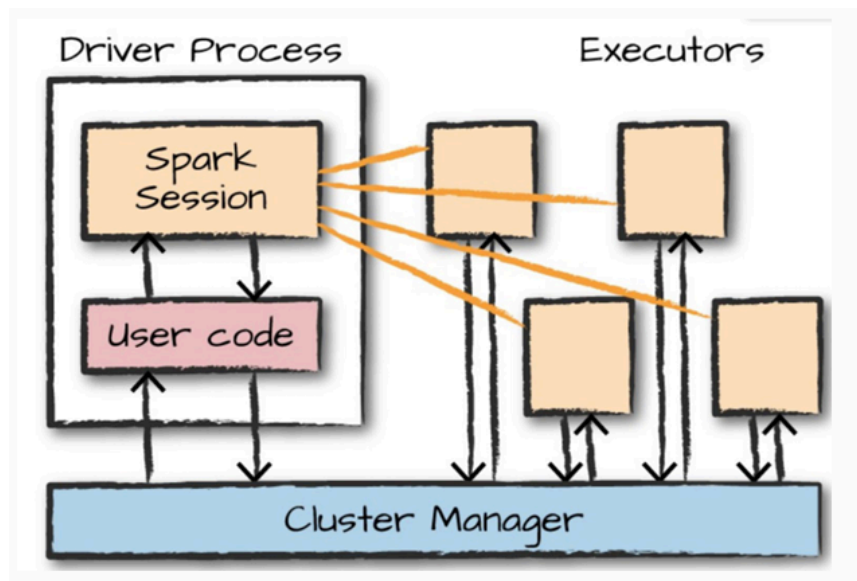 Driver Process
Executors
Spark
Session
User code
Cluster Manager